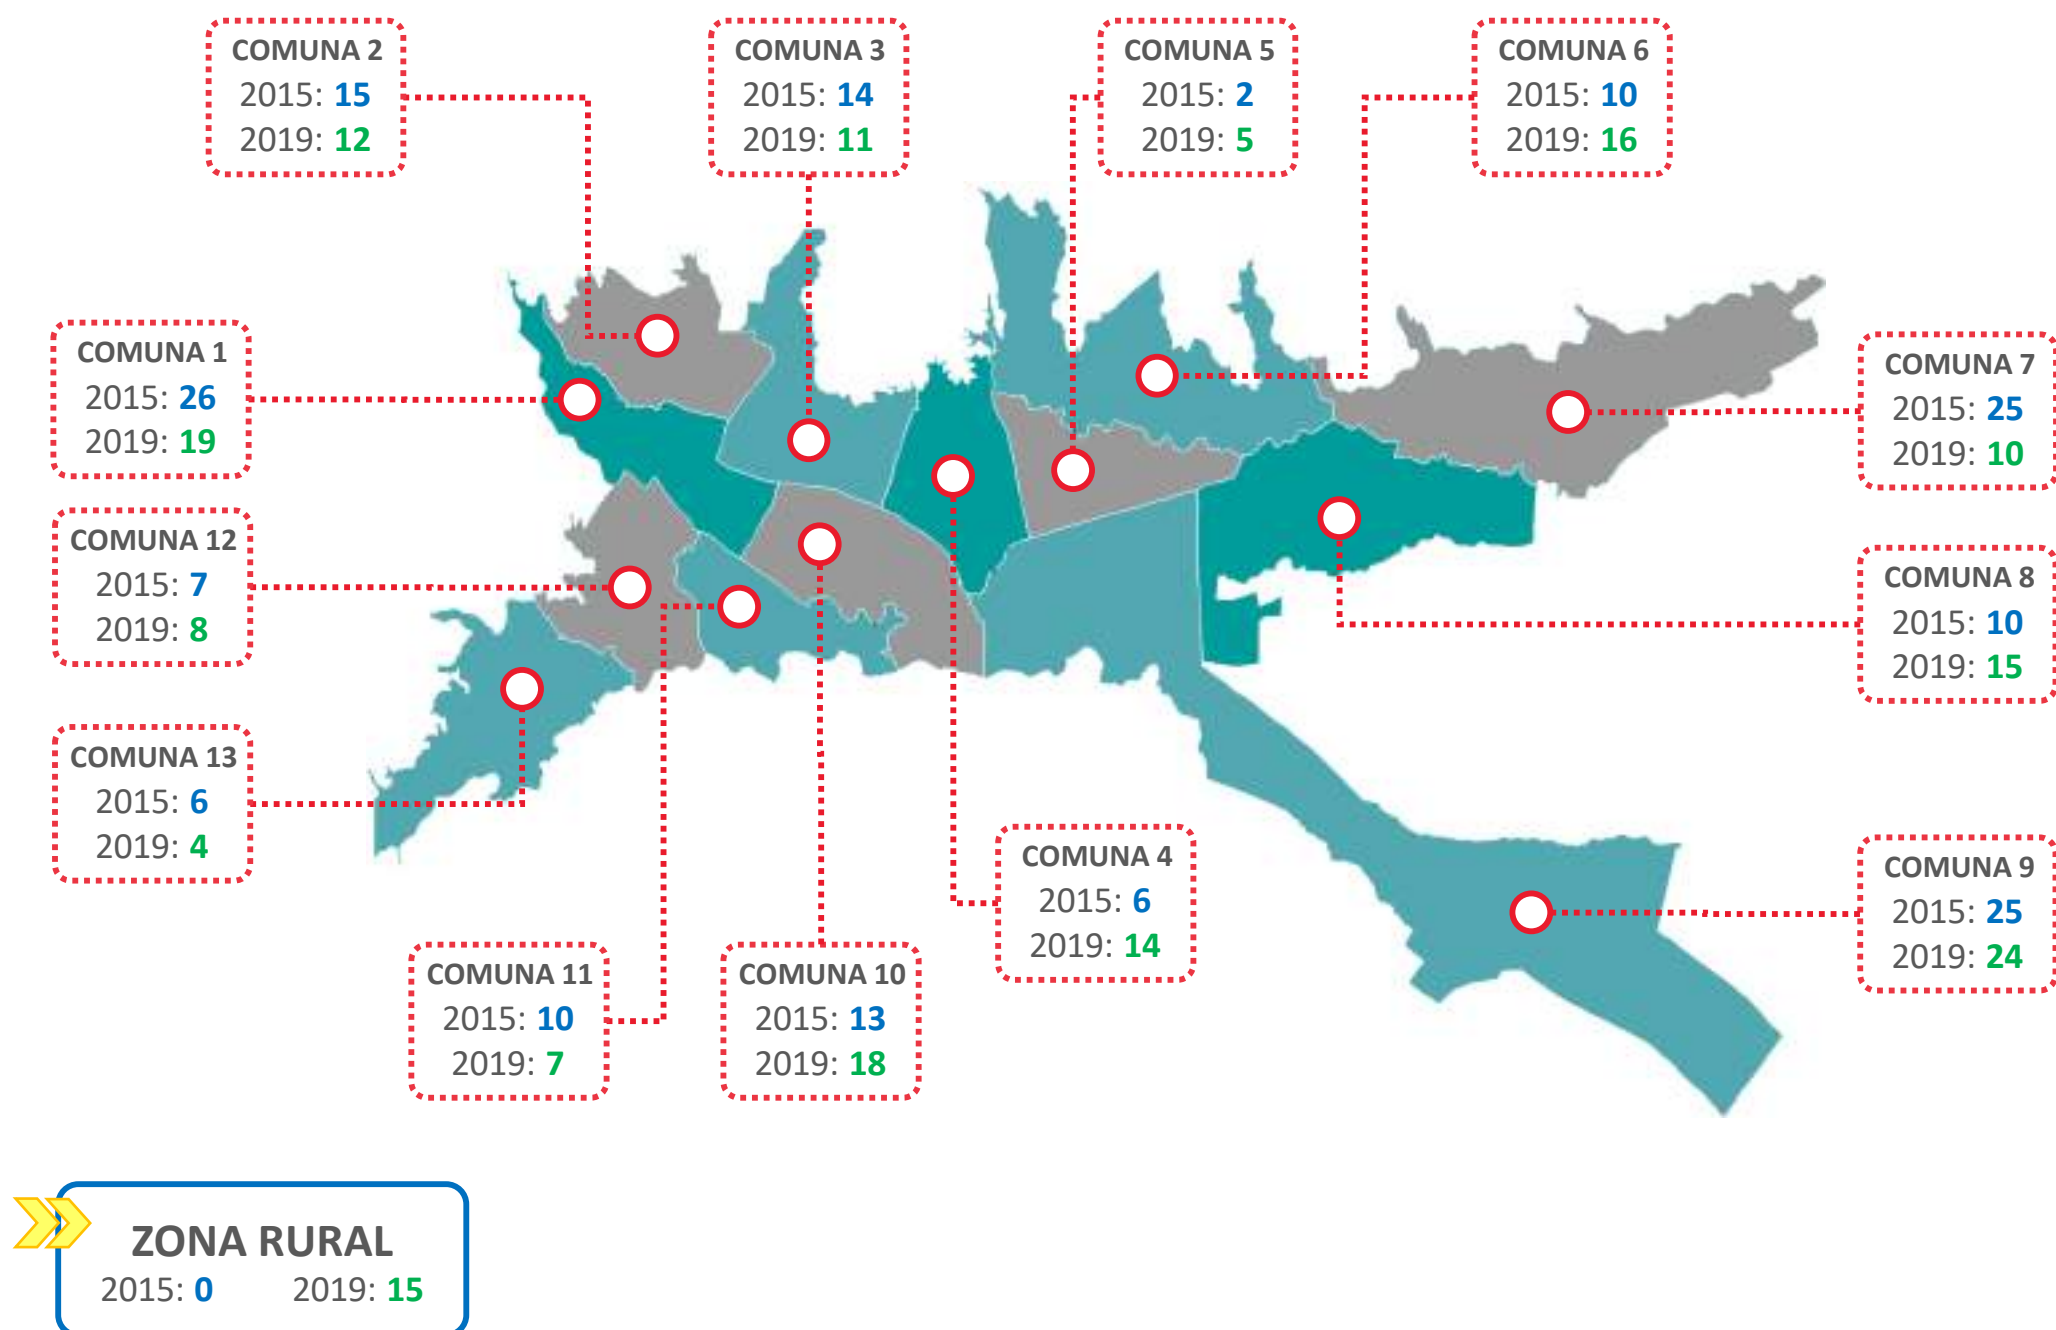 COMUNA 2
2015: 15
2019: 12
COMUNA 3
2015: 14
2019: 11
COMUNA 5
2015: 2
2019: 5
COMUNA 6
2015: 10
2019: 16
COMUNA 1
2015: 26
2019: 19
COMUNA 7
2015: 25
2019: 10
COMUNA 12
2015: 7
2019: 8
COMUNA 8
2015: 10
2019: 15
COMUNA 13
2015: 6
2019: 4
COMUNA 4
2015: 6
2019: 14
COMUNA 9
2015: 25
2019: 24
COMUNA 11
2015: 10
2019: 7
COMUNA 10
2015: 13
2019: 18
ZONA RURAL
2015: 0 2019: 15